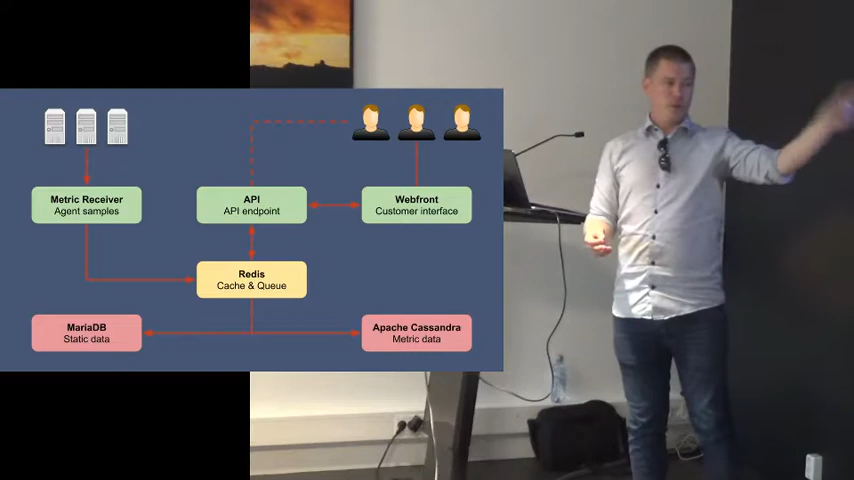 Metric Receiver
Agent samples
API
API endpoint
Webfront
Customer interface
Redis
Cache & Queue
MariaDB
Static data
Apache Cassandra
Metric data